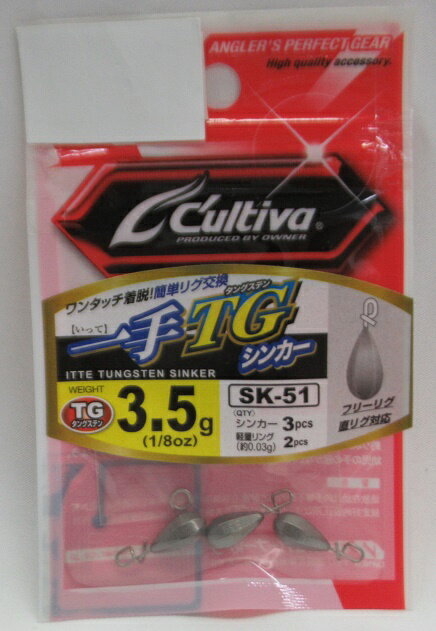 ANGLER'S PERFECT GEAR
High quality accessory.
C'ultiva®
PRODUCED BY OWNER
ワンタッチ着脱!簡単リグ交換
タングステン
【いって】
一手TG
シンカー
ITTE TUNGSTEN SINKER
WEIGHT
TG
タングステン
3.5g
(1/8oz)
SK-51
(QTY)
シンカー 3pcs
軽量リング 2pcs
(約0.03g)
フリーリグ
直リグ対応